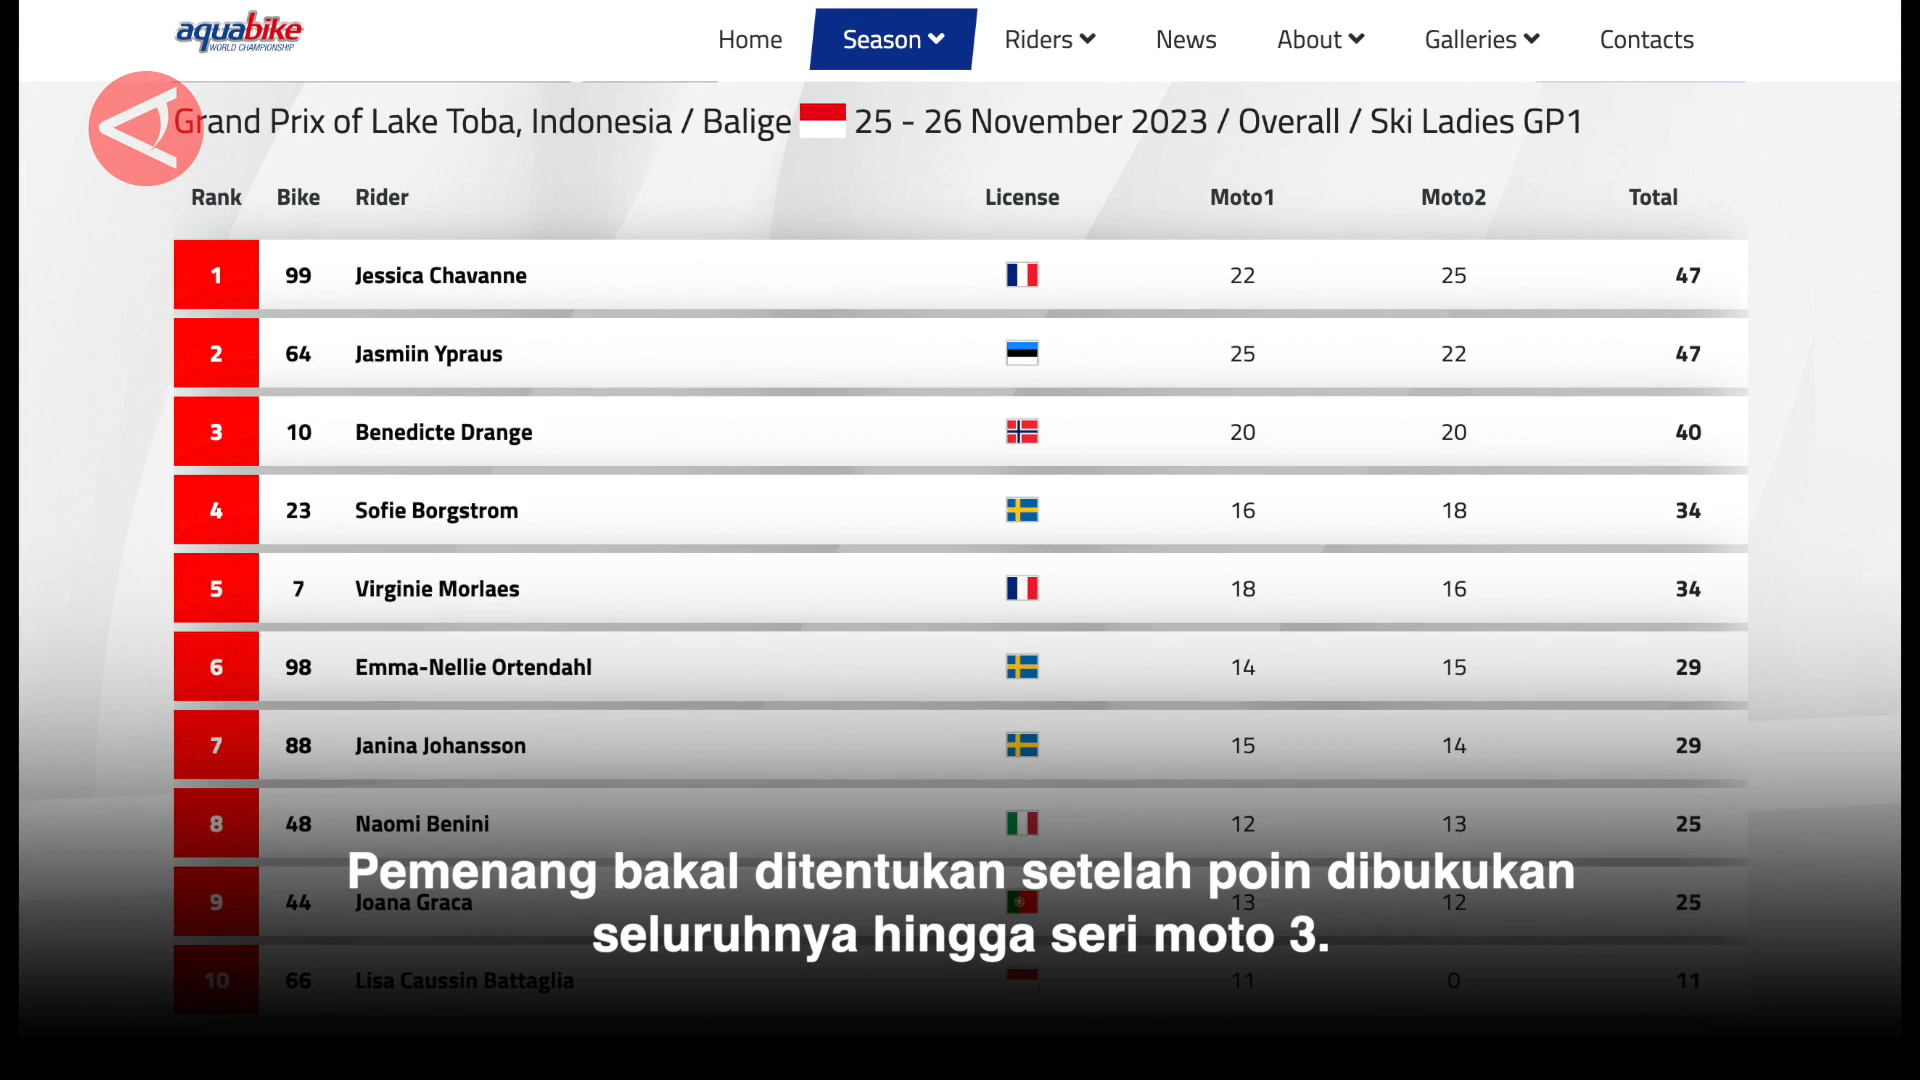 aquabike
WORLD CHAMPIONSHIP
Home Season Riders News About Galleries Contacts
Grand Prix of Lake Toba, Indonesia / Balige 25 - 26 November 2023 / Overall / Ski Ladies GP1
Rank Bike Rider License Moto1 Moto2 Total
1 99 Jessica Chavanne 22 25 47
2 64 Jasmiin Ypraus 25 22 47
3 10 Benedicte Drange 20 20 40
4 23 Sofie Borgstrom 16 18 34
5 7 Virginie Morlaes 18 16 34
6 98 Emma-Nellie Ortendahl 14 15 29
7 88 Janina Johansson 15 14 29
8 48 Naomi Benini 12 13 25
9 44 Joana Graca 13 12 25
10 66 Lisa Caussin Battaglia 11 0 11
Pemenang bakal ditentukan setelah poin dibukukan
seluruhnya hingga seri moto 3.